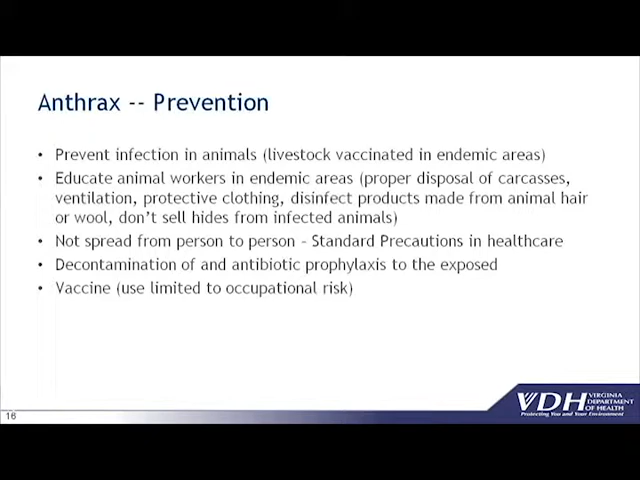 Anthrax -- Prevention
• Prevent infection in animals (livestock vaccinated in endemic areas)
• Educate animal workers in endemic areas (proper disposal of carcasses,
ventilation, protective clothing, disinfect products made from animal hair
or wool, don't sell hides from infected animals)
• Not spread from person to person – Standard Precautions in healthcare
• Decontamination of and antibiotic prophylaxis to the exposed
• Vaccine (use limited to occupational risk)
16
VDH VIRGINIA
DEPARTMENT
OF HEALTH
Protecting You and Your Environment